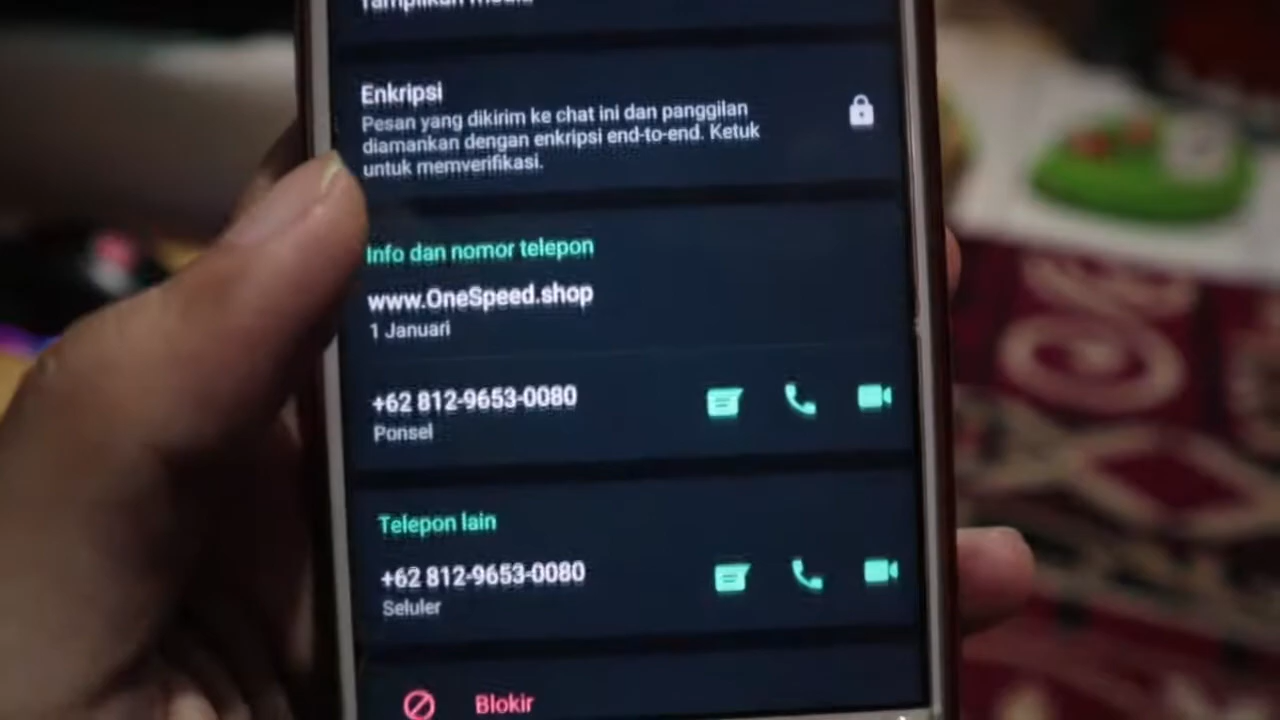 Tampilkan Media
Enkripsi
Pesan yang dikirim ke chat ini dan panggilan
diamankan dengan enkripsi end-to-end. Ketuk
untuk memverifikasi.
Info dan nomor telepon
www.OneSpeed.shop
1 Januari
+62 812-9653-0080
Ponsel
Telepon lain
+62 812-9653-0080
Seluler
Blokir